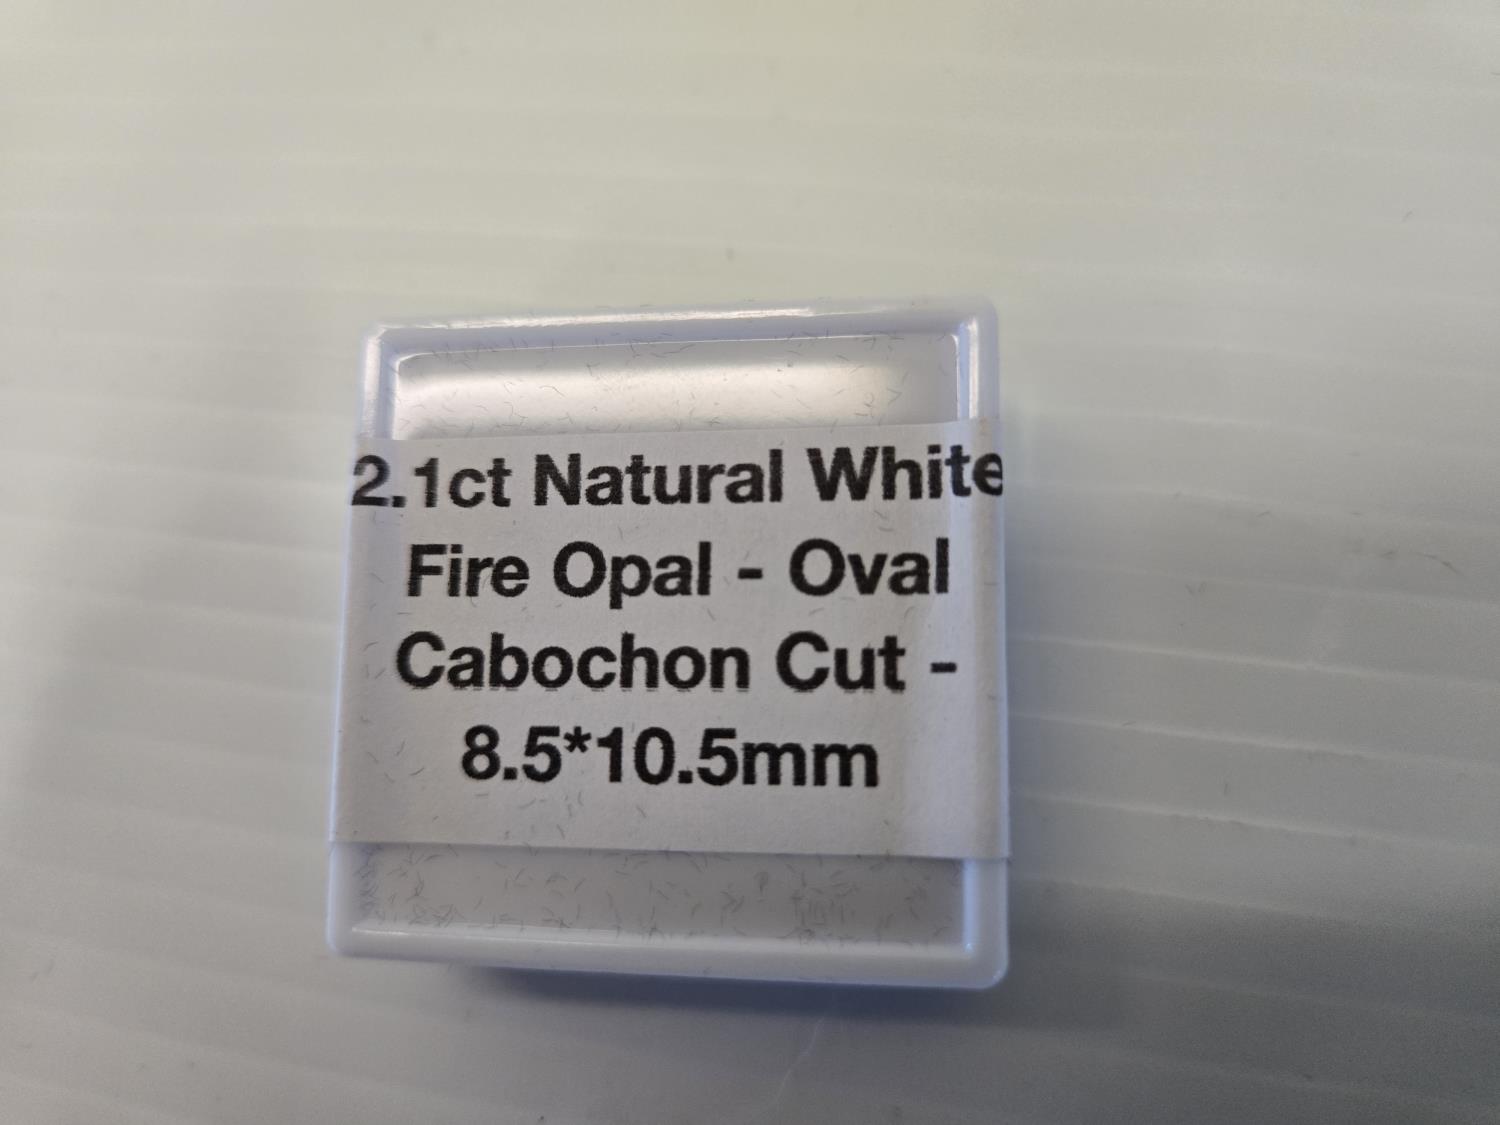 2.1ct Natural White
Fire Opal - Oval
Cabochon Cut -
8.5*10.5mm